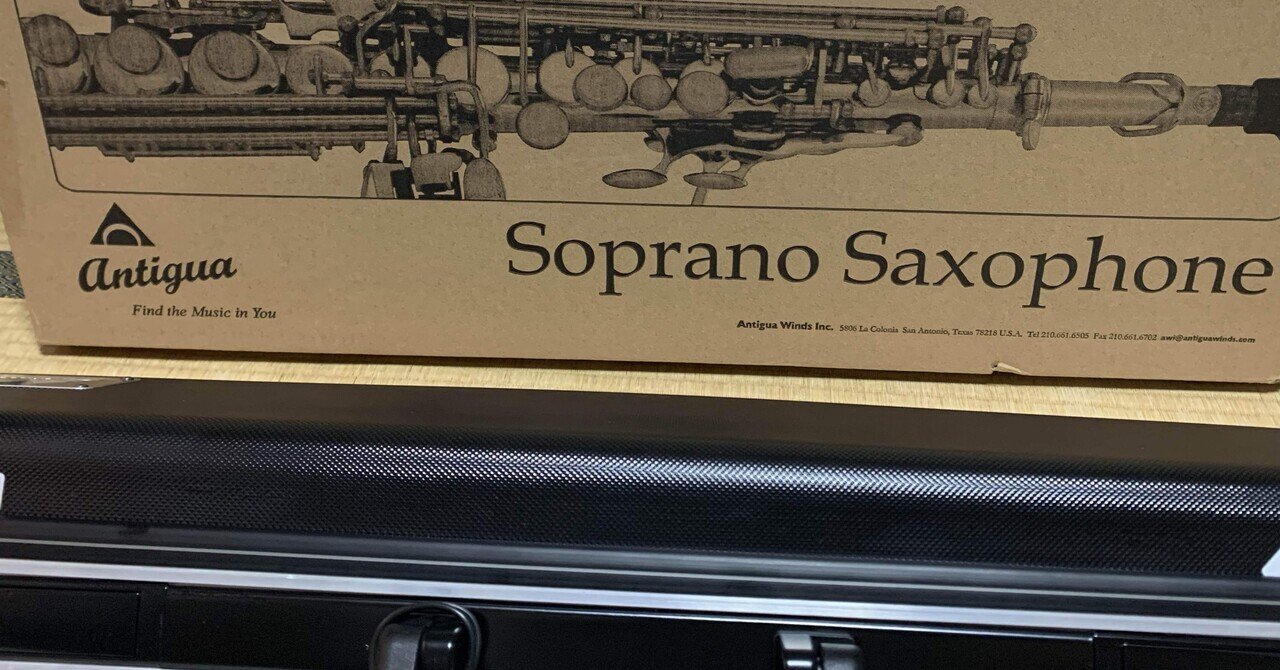 Antigua
Find the Music in You
Soprano Saxophone
Antigua Winds Inc. 5806 La Colonia San Antonio, Texas 78218 U.S.A. Tel 210.661.6505 Fax 210.661.6702 awi@antiguawinds.com